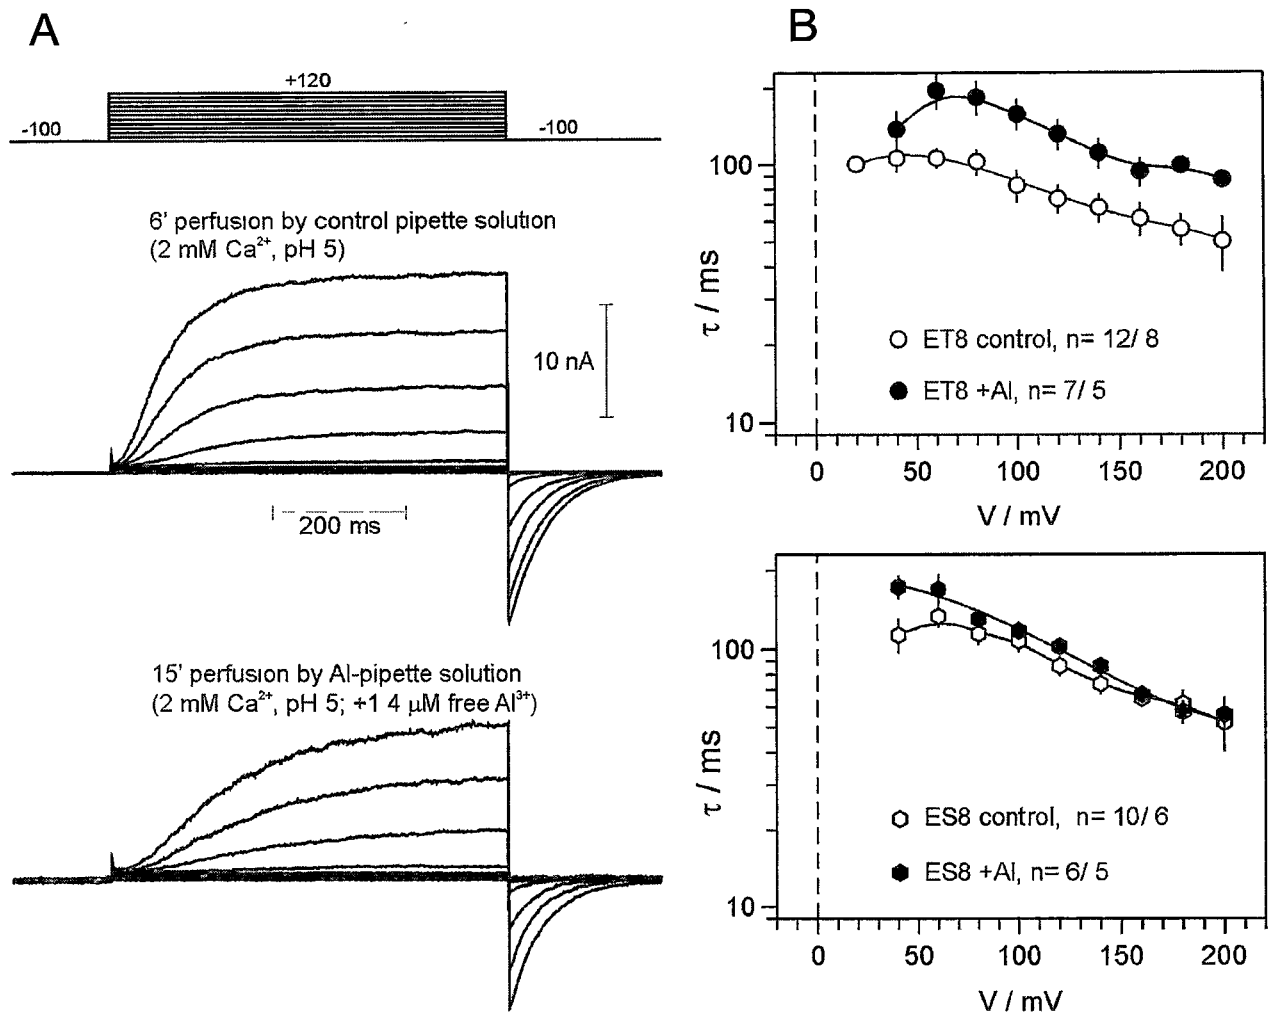 A
+120
-100
-100
6' perfusion by control pipette solution
(2 mM Ca²⁺, pH 5)
10 nA
200 ms
15' perfusion by Al-pipette solution
(2 mM Ca²⁺, pH 5; +1 4 µM free Al³⁺)
B
100
10
τ / ms
ET8 control, n= 12/ 8
ET8 +Al, n= 7/ 5
0 50 100 150 200
V / mV
100
10
τ / ms
ES8 control, n= 10/ 6
ES8 +Al, n= 6/ 5
0 50 100 150 200
V / mV